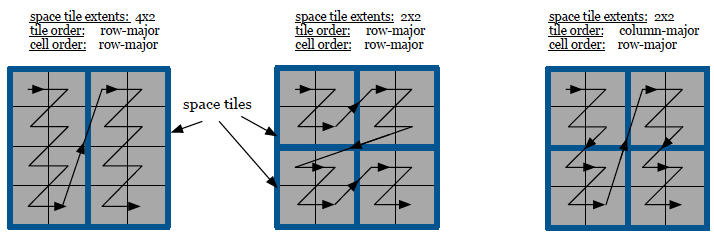 space tile extents: 4x2
tile order: row-major
cell order: row-major
space tile extents: 2x2
tile order: row-major
cell order: row-major
space tile extents: 2x2
tile order: column-major
cell order: row-major
space tiles